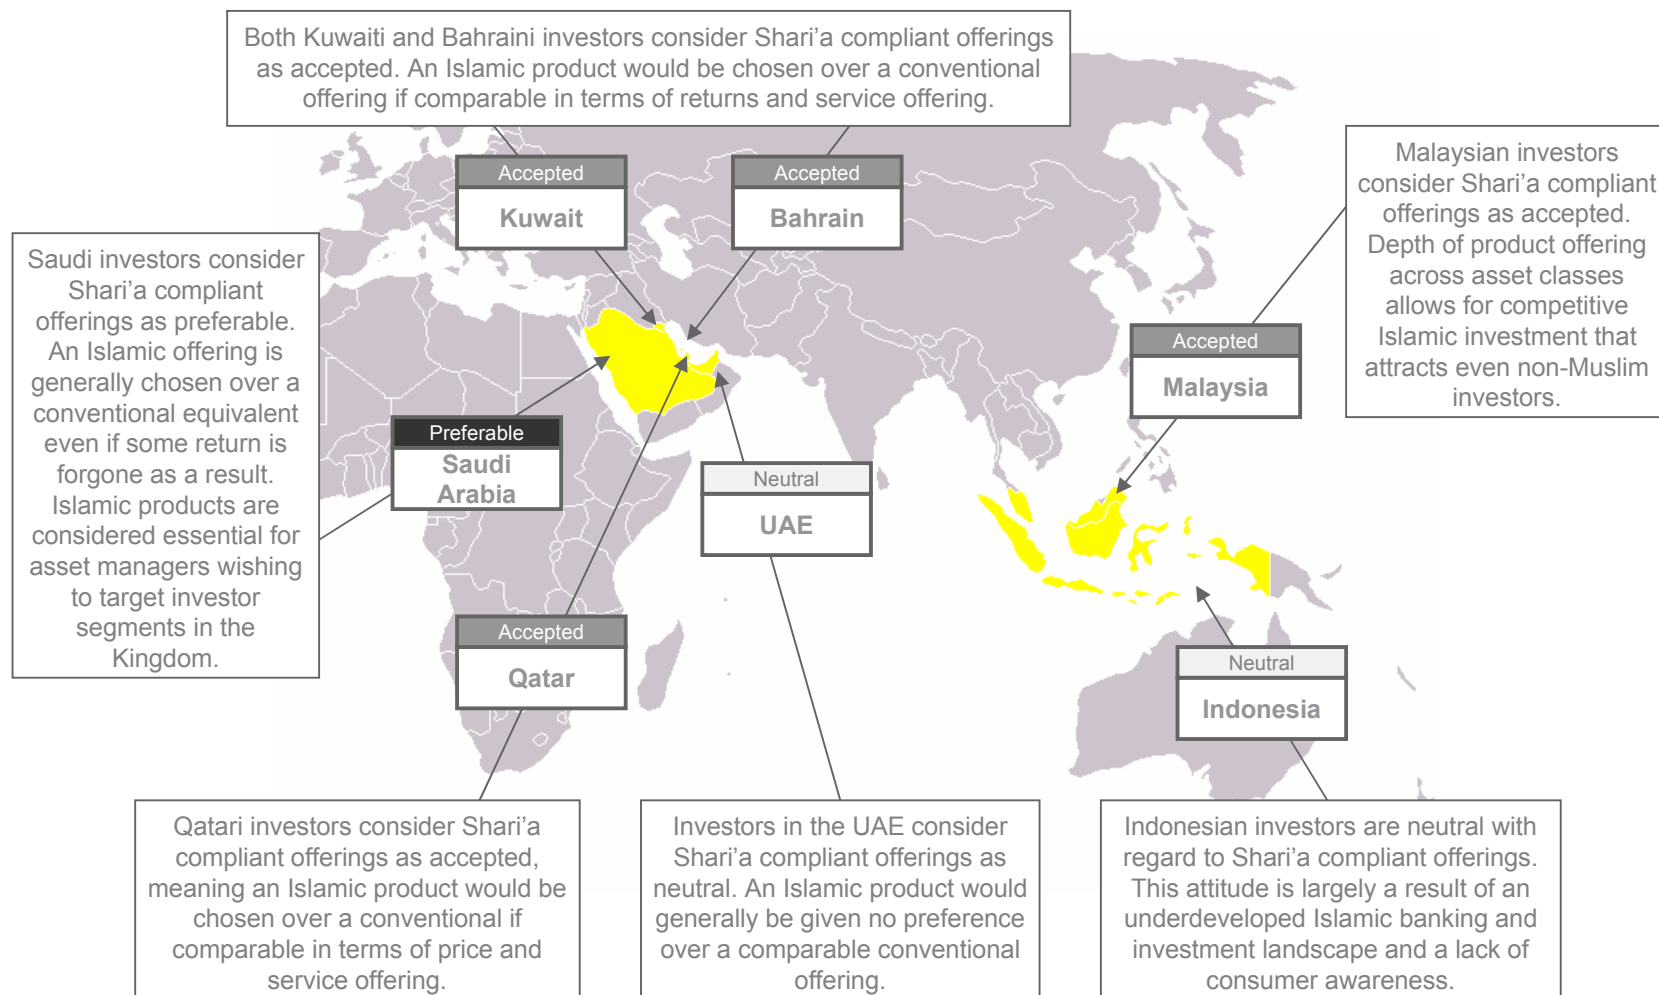 Both Kuwaiti and Bahraini investors consider Shari'a compliant offerings
as accepted. An Islamic product would be chosen over a conventional
offering if comparable in terms of returns and service offering.
Accepted
Kuwait
Accepted
Bahrain
Malaysian investors
consider Shari'a compliant
offerings as accepted.
Depth of product offering
across asset classes
allows for competitive
Islamic investment that
attracts even non-Muslim
investors.
Saudi investors consider
Shari'a compliant
offerings as preferable.
An Islamic offering is
generally chosen over a
conventional equivalent
even if some return is
forgone as a result.
Islamic products are
considered essential for
asset managers wishing
to target investor
segments in the
Kingdom.
Accepted
Malaysia
Preferable
Saudi
Arabia
Neutral
UAE
Accepted
Qatar
Neutral
Indonesia
Qatari investors consider Shari'a
compliant offerings as accepted,
meaning an Islamic product would be
chosen over a conventional if
comparable in terms of price and
service offering.
Investors in the UAE consider
Shari'a compliant offerings as
neutral. An Islamic product would
generally be given no preference
over a comparable conventional
offering.
Indonesian investors are neutral with
regard to Shari'a compliant offerings.
This attitude is largely a result of an
underdeveloped Islamic banking and
investment landscape and a lack of
consumer awareness.